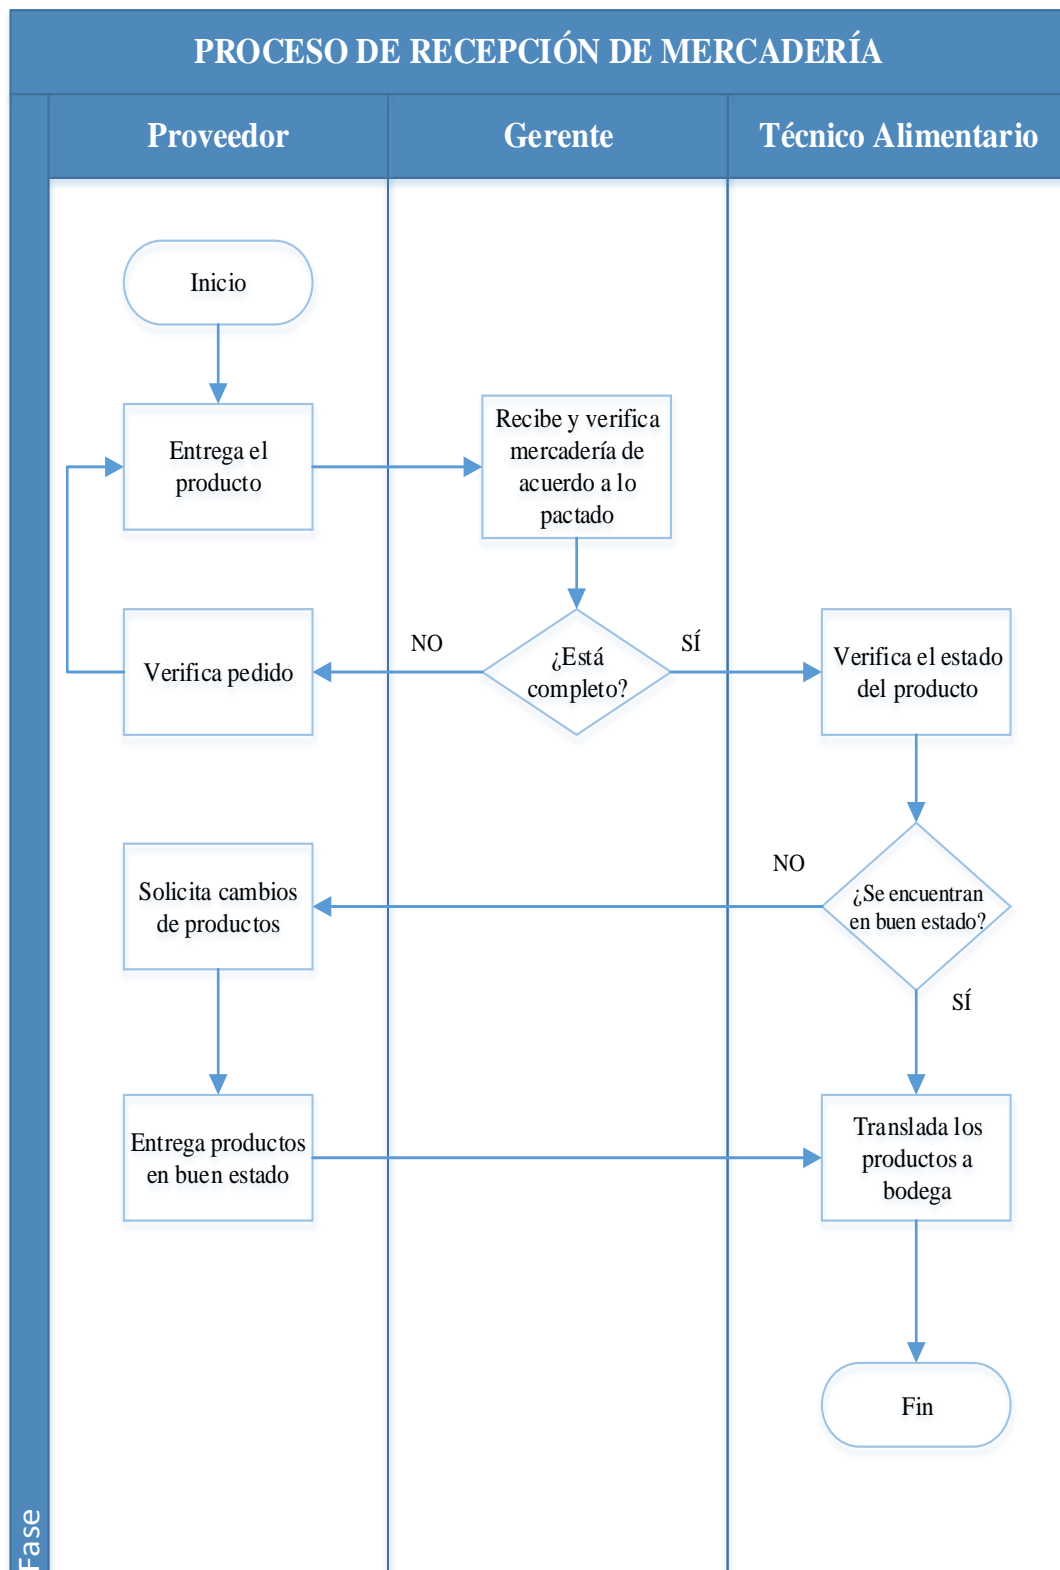 PROCESO DE RECEPCIÓN DE MERCADERÍA
Proveedor
Gerente
Técnico Alimentario
Inicio
Entrega el
producto
Recibe y verifica
mercadería de
acuerdo a lo
pactado
Verifica pedido
NO
¿Está
completo?
SÍ
Verifica el estado
del producto
Solicita cambios
de productos
NO
¿Se encuentran
en buen estado?
SÍ
Entrega productos
en buen estado
Translada los
productos a
bodega
Fin
Fase